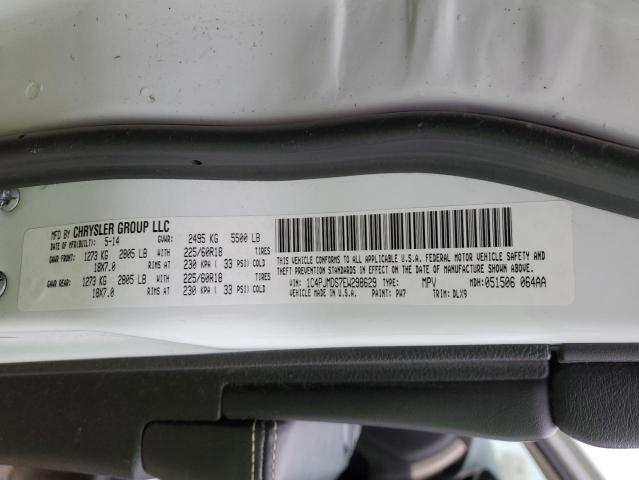 MFD BY CHRYSLER GROUP LLC
DATE OF MFR(BUILT): 5-14 GVWR: 2495 KG 5500 LB
GAWR FRONT: 1273 KG 2805 LB WITH 225/60R18 TIRES
18X7.0 RIMS AT 230 KPA ( 33 PSI) COLD
GAWR REAR: 1273 KG 2805 LB WITH 225/60R18 TIRES
18X7.0 RIMS AT 230 KPA ( 33 PSI) COLD
THIS VEHICLE CONFORMS TO ALL APPLICABLE U.S.A. FEDERAL MOTOR VEHICLE SAFETY AND
THEFT PREVENTION STANDARDS IN EFFECT ON THE DATE OF MANUFACTURE SHOWN ABOVE.
VIN: 1C4PJMDS7EW298629 TYPE: MPV MDH: 051506 064AA
VEHICLE MADE IN U.S.A. PAINT: PW7 TRIM: DLX9